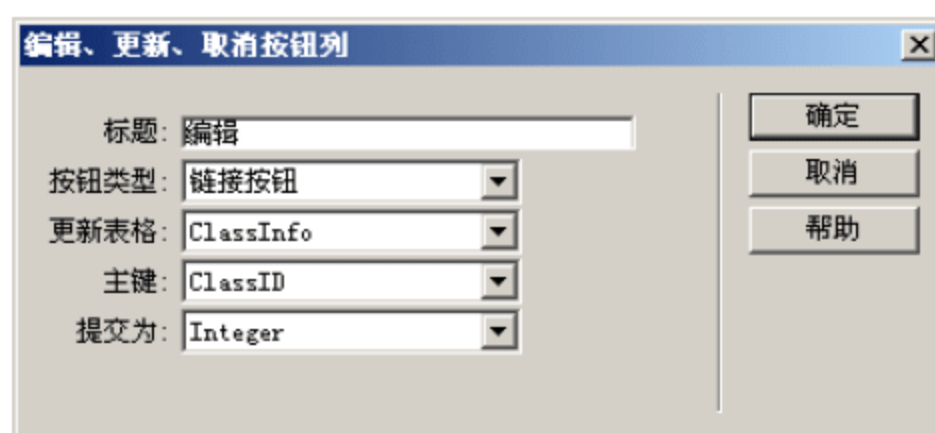 编辑、更新、取消按钮列
标题: 编辑
按钮类型: 链接按钮
更新表格: ClassInfo
主键: ClassID
提交为: Integer
确定
取消
帮助